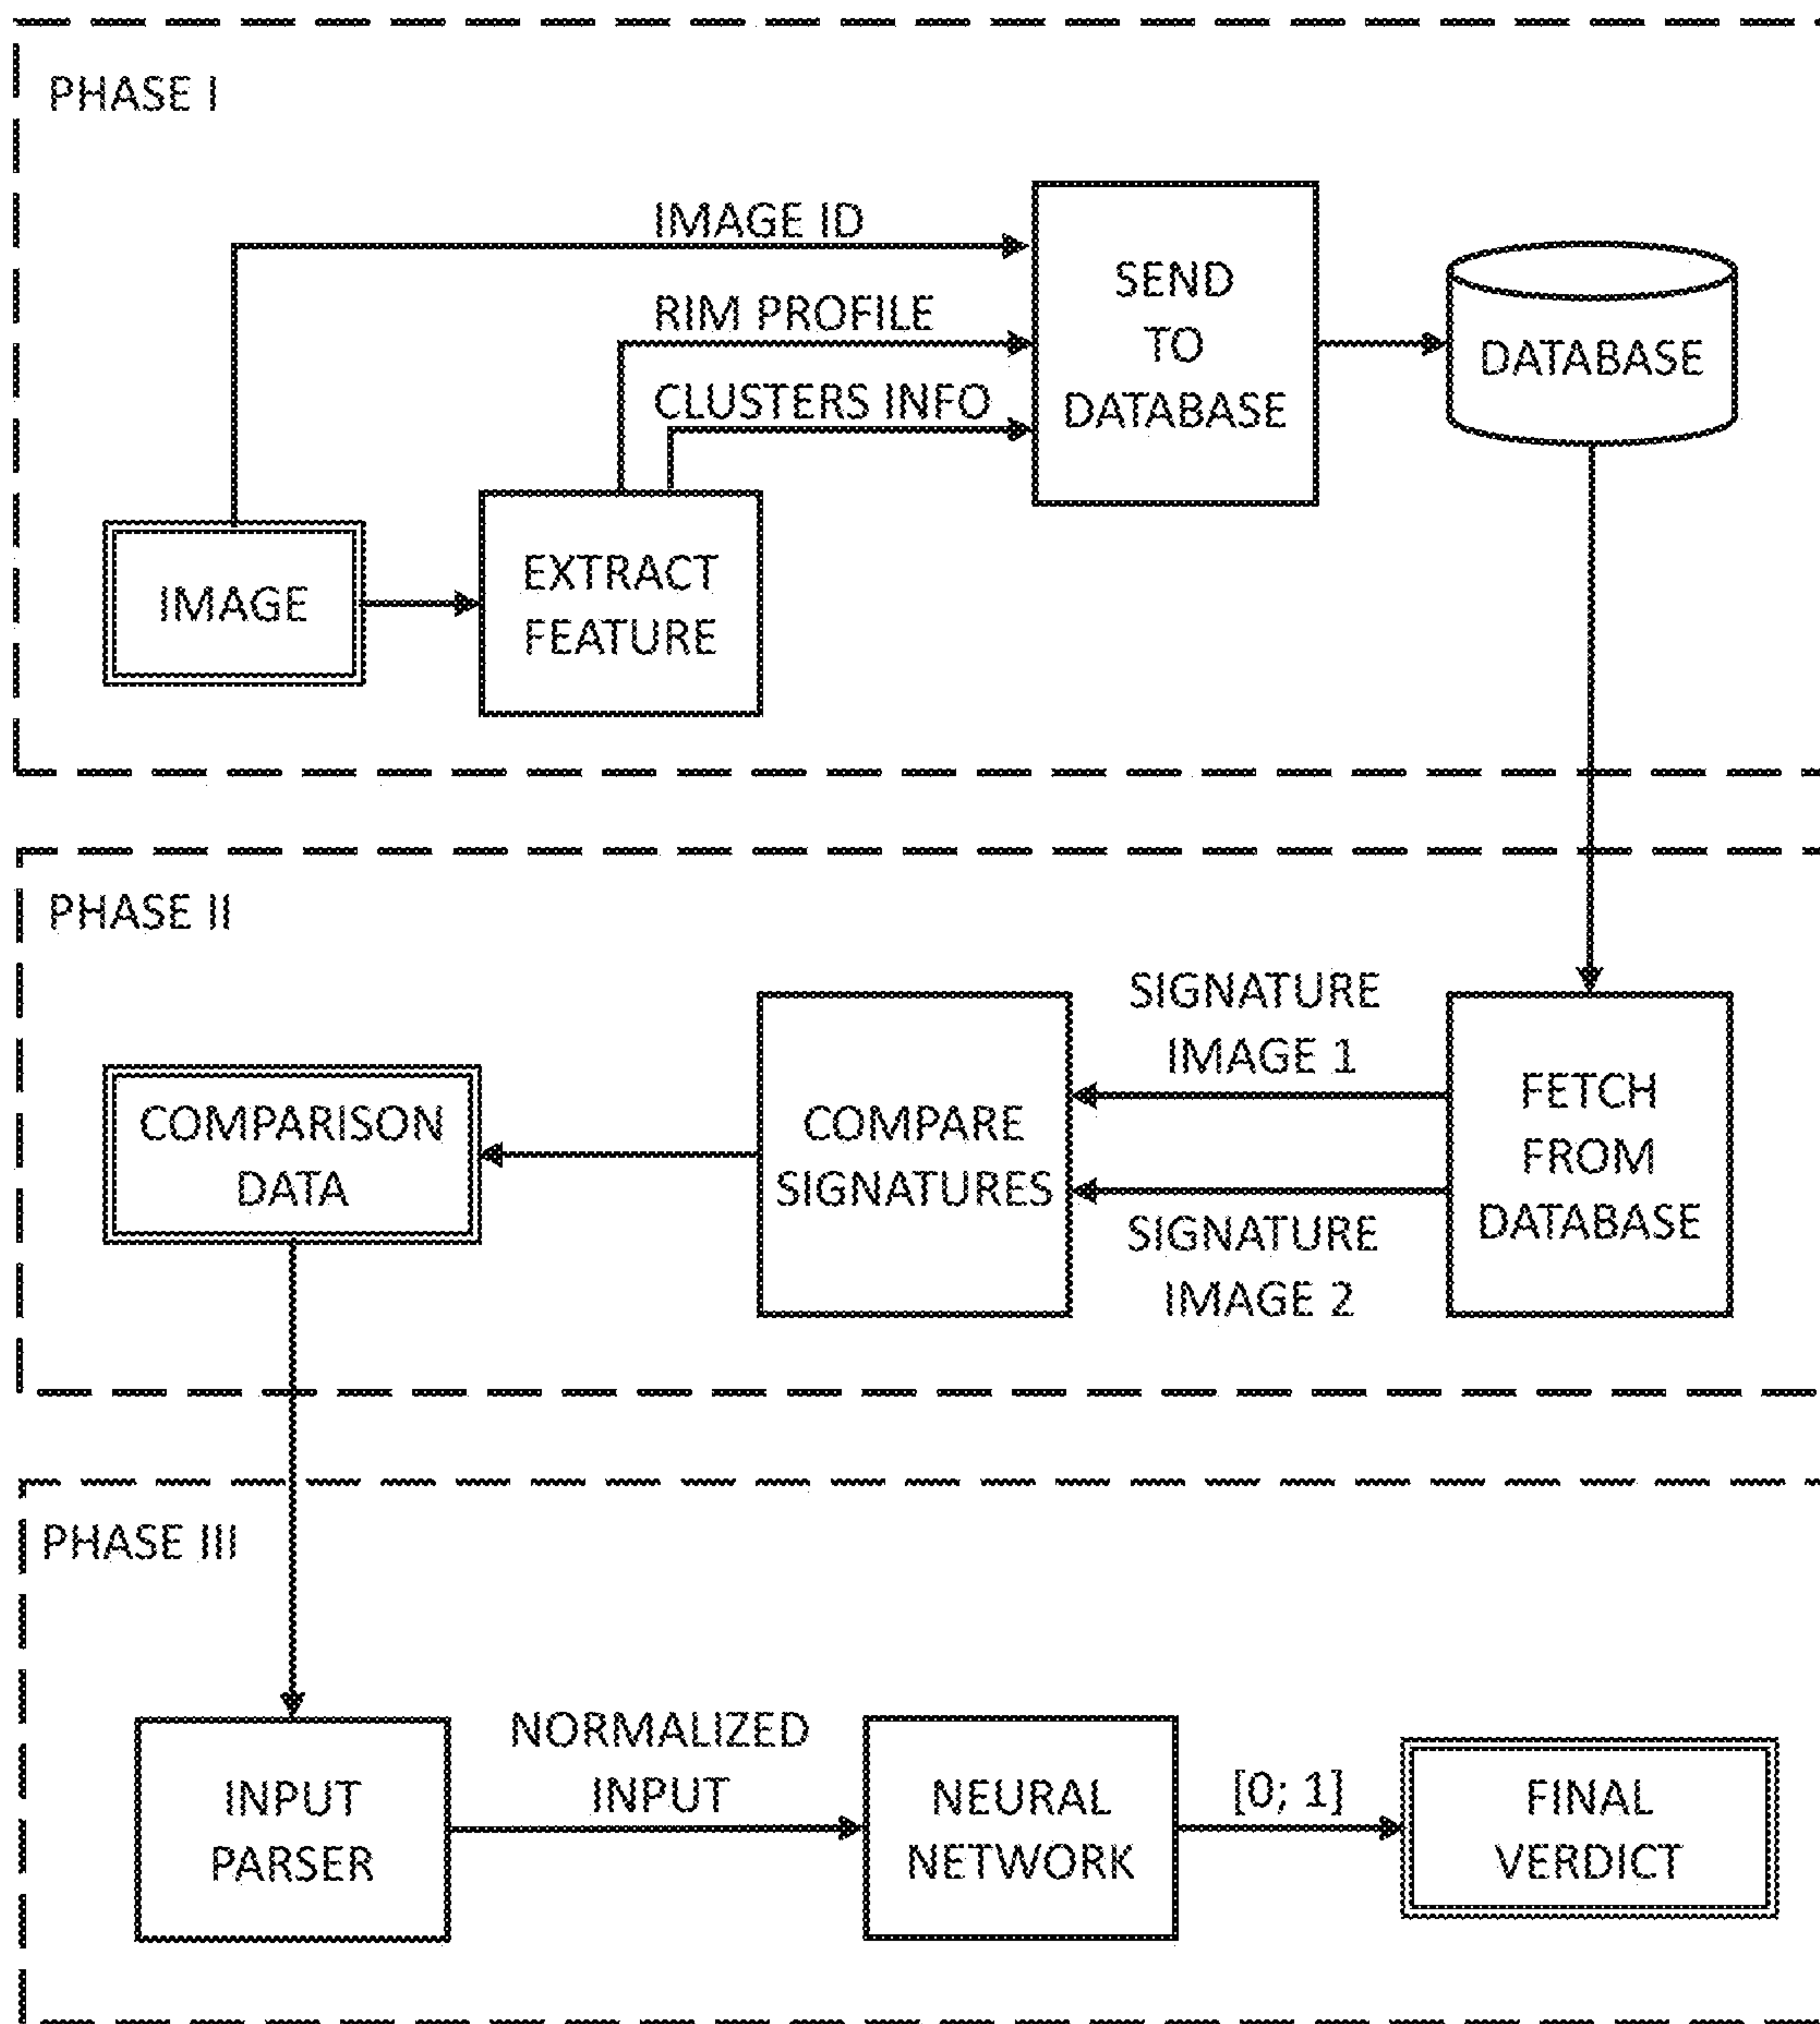 PHASE I
IMAGE ID
RIM PROFILE
CLUSTERS INFO
SEND
TO
DATABASE
DATABASE
IMAGE
EXTRACT
FEATURE
PHASE II
SIGNATURE
IMAGE 1
SIGNATURE
IMAGE 2
FETCH
FROM
DATABASE
COMPARE
SIGNATURES
COMPARISON
DATA
PHASE III
INPUT
PARSER
NORMALIZED
INPUT
NEURAL
NETWORK
[0; 1]
FINAL
VERDICT